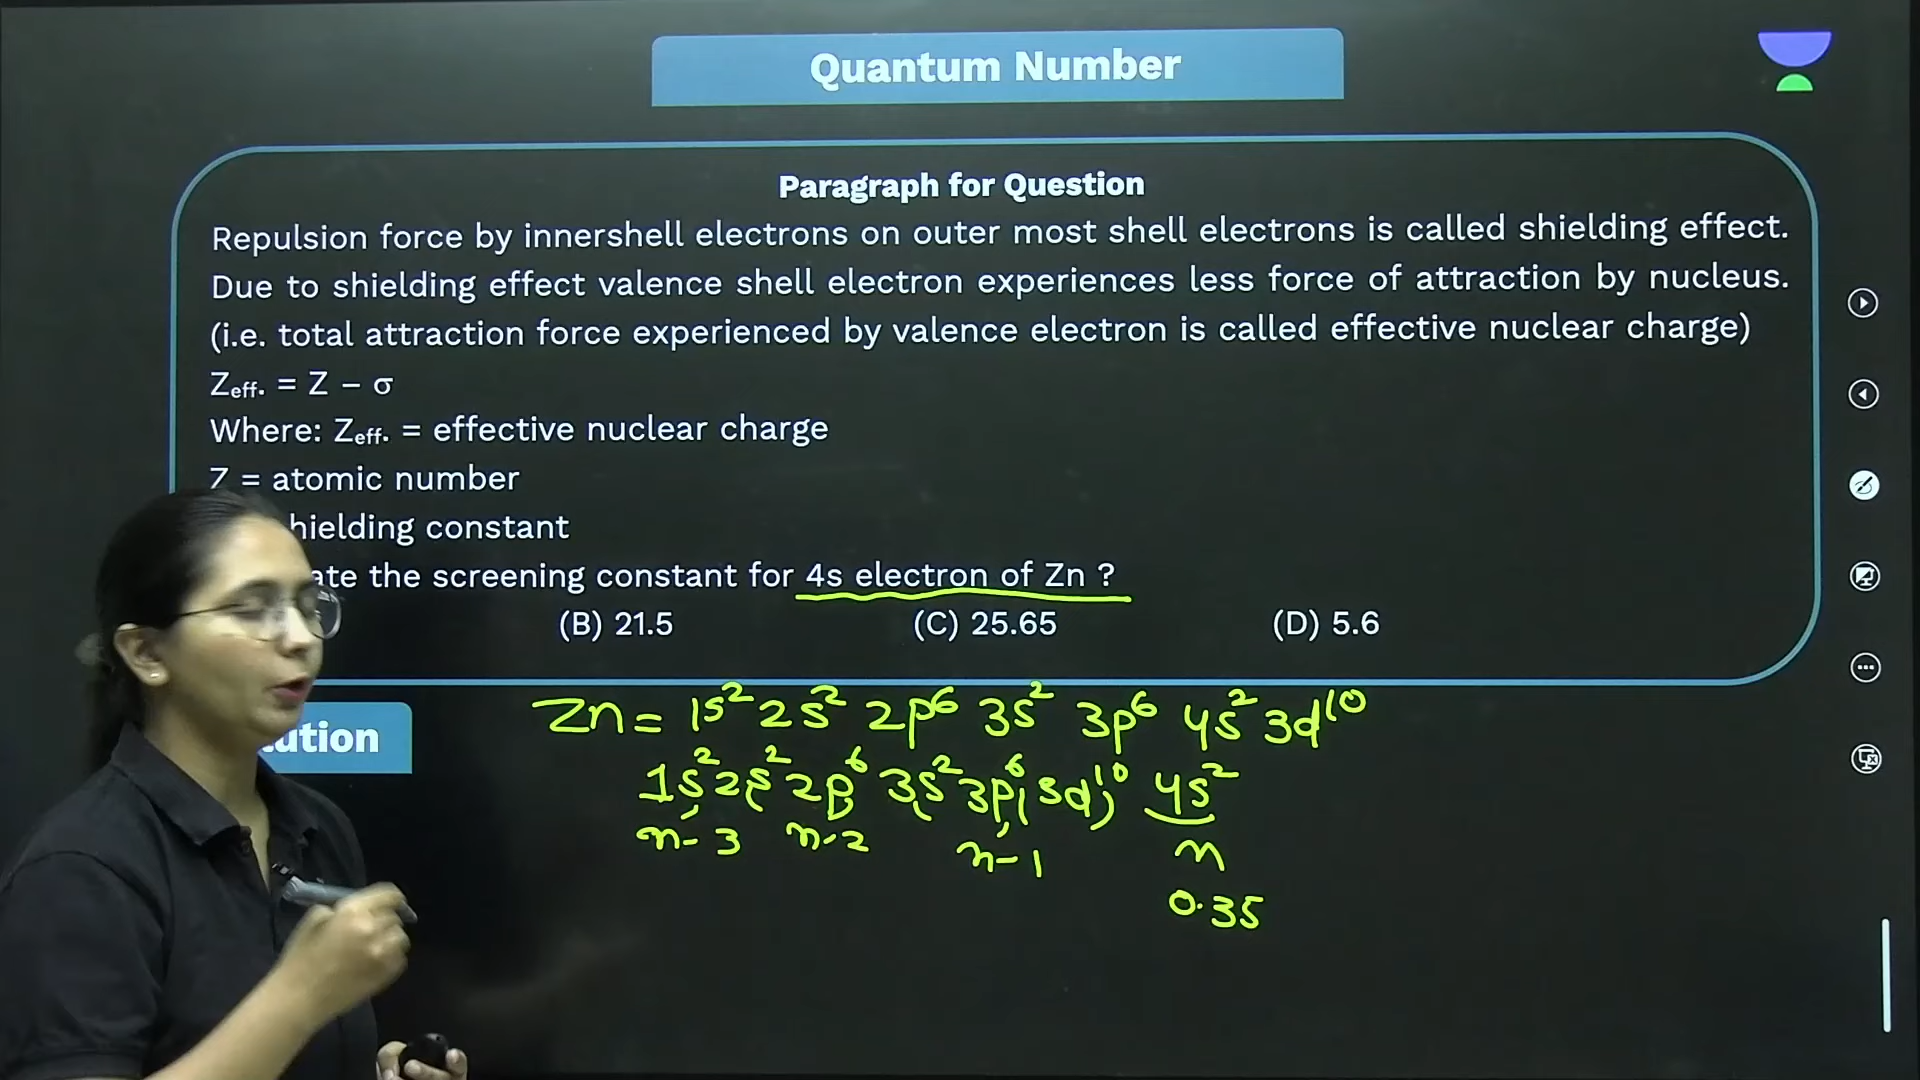 Quantum Number
Paragraph for Question
Repulsion force by innershell electrons on outer most shell electrons is called shielding effect.
Due to shielding effect valence shell electron experiences less force of attraction by nucleus.
(i.e. total attraction force experienced by valence electron is called effective nuclear charge)
Zeff. = Z – σ
Where: Zeff. = effective nuclear charge
Z = atomic number
hielding constant
ate the screening constant for 4s electron of Zn ?
(B) 21.5 (C) 25.65 (D) 5.6
ution
Zn = 1s² 2s² 2p⁶ 3s² 3p⁶ 4s² 3d¹⁰
1s² 2s² 2p⁶ 3s² 3p⁶ 3d¹⁰ 4s²
n-3 n-2 n-1 n
0.35